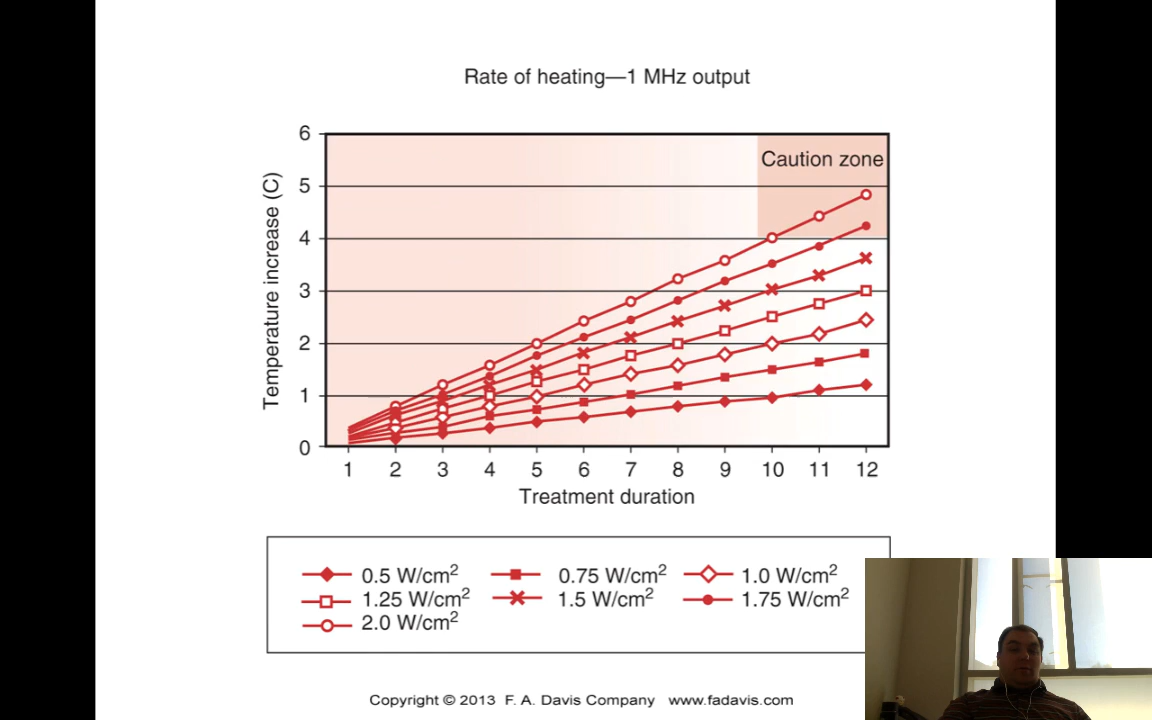 Rate of heating—1 MHz output
Temperature increase (C)
6
5
4
3
2
1
0
Caution zone
1 2 3 4 5 6 7 8 9 10 11 12
Treatment duration
0.5 W/cm² 0.75 W/cm² 1.0 W/cm²
1.25 W/cm² 1.5 W/cm² 1.75 W/cm²
2.0 W/cm²
Copyright © 2013 F. A. Davis Company www.fadavis.com